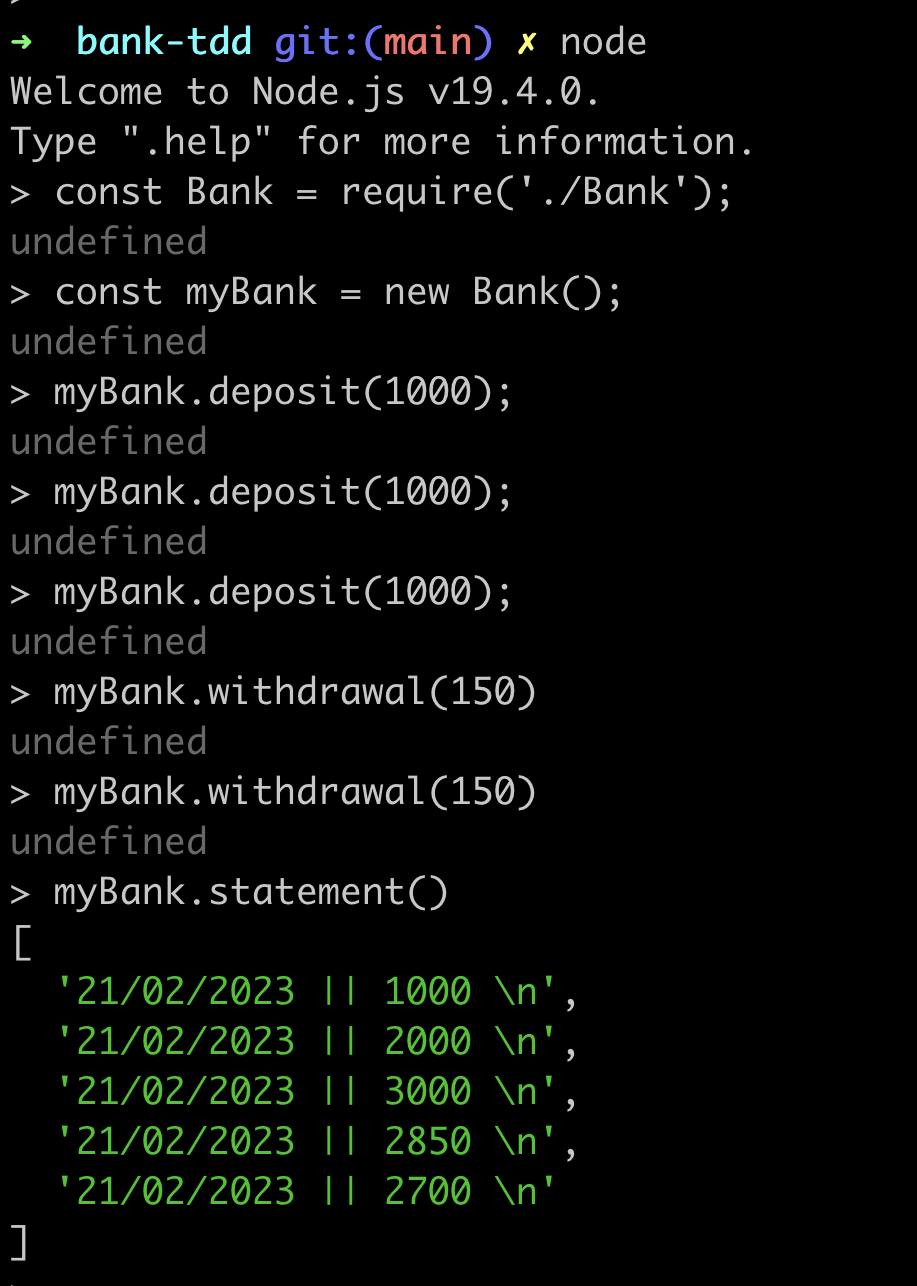 ➜  bank-tdd git:(main) ✗ node
Welcome to Node.js v19.4.0.
Type ".help" for more information.
> const Bank = require('./Bank');
undefined
> const myBank = new Bank();
undefined
> myBank.deposit(1000);
undefined
> myBank.deposit(1000);
undefined
> myBank.deposit(1000);
undefined
> myBank.withdrawal(150)
undefined
> myBank.withdrawal(150)
undefined
> myBank.statement()
[
  '21/02/2023 || 1000 \n',
  '21/02/2023 || 2000 \n',
  '21/02/2023 || 3000 \n',
  '21/02/2023 || 2850 \n',
  '21/02/2023 || 2700 \n'
]